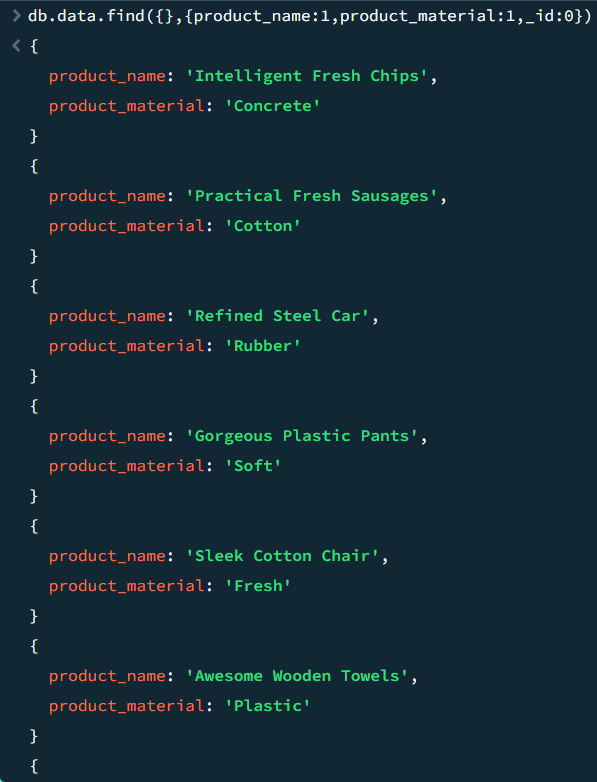 db.data.find({},{product_name:1,product_material:1,_id:0})
{
product_name: 'Intelligent Fresh Chips',
product_material: 'Concrete'
}
{
product_name: 'Practical Fresh Sausages',
product_material: 'Cotton'
}
{
product_name: 'Refined Steel Car',
product_material: 'Rubber'
}
{
product_name: 'Gorgeous Plastic Pants',
product_material: 'Soft'
}
{
product_name: 'Sleek Cotton Chair',
product_material: 'Fresh'
}
{
product_name: 'Awesome Wooden Towels',
product_material: 'Plastic'
}
{